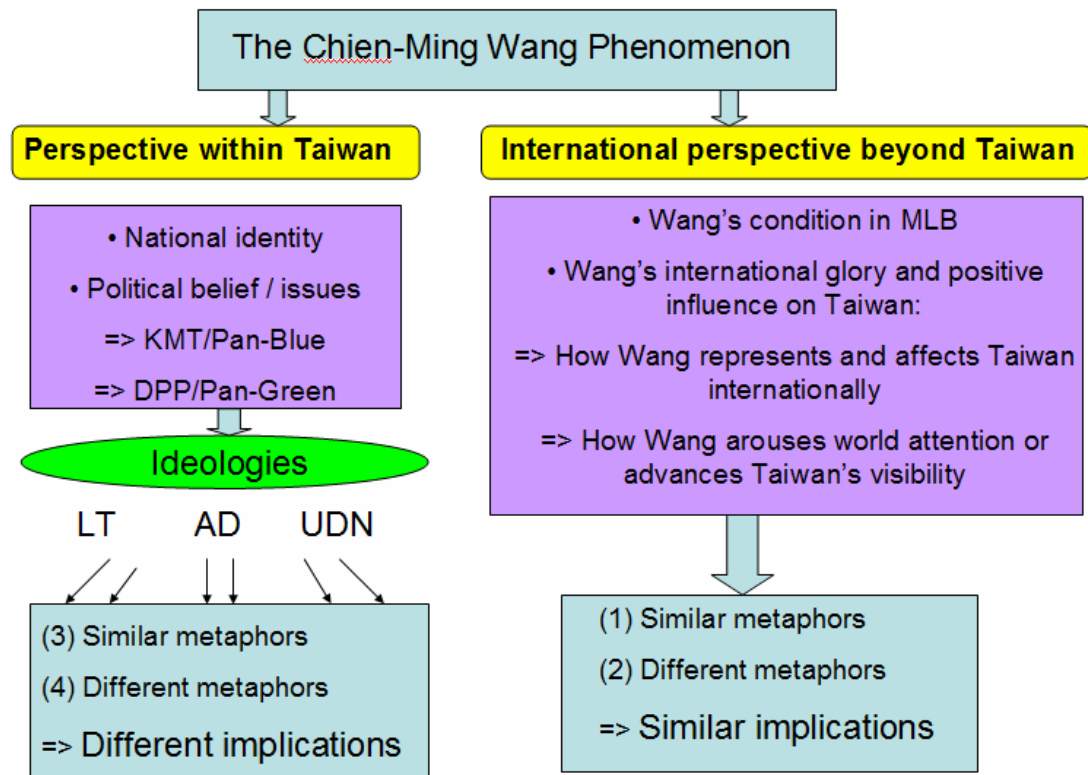 The Chien-Ming Wang Phenomenon
Perspective within Taiwan
• National identity
• Political belief / issues
=> KMT/Pan-Blue
=> DPP/Pan-Green
Ideologies
LT AD UDN
(3) Similar metaphors
(4) Different metaphors
=> Different implications
International perspective beyond Taiwan
• Wang's condition in MLB
• Wang's international glory and positive
influence on Taiwan:
=> How Wang represents and affects Taiwan
internationally
=> How Wang arouses world attention or
advances Taiwan's visibility
(1) Similar metaphors
(2) Different metaphors
=> Similar implications